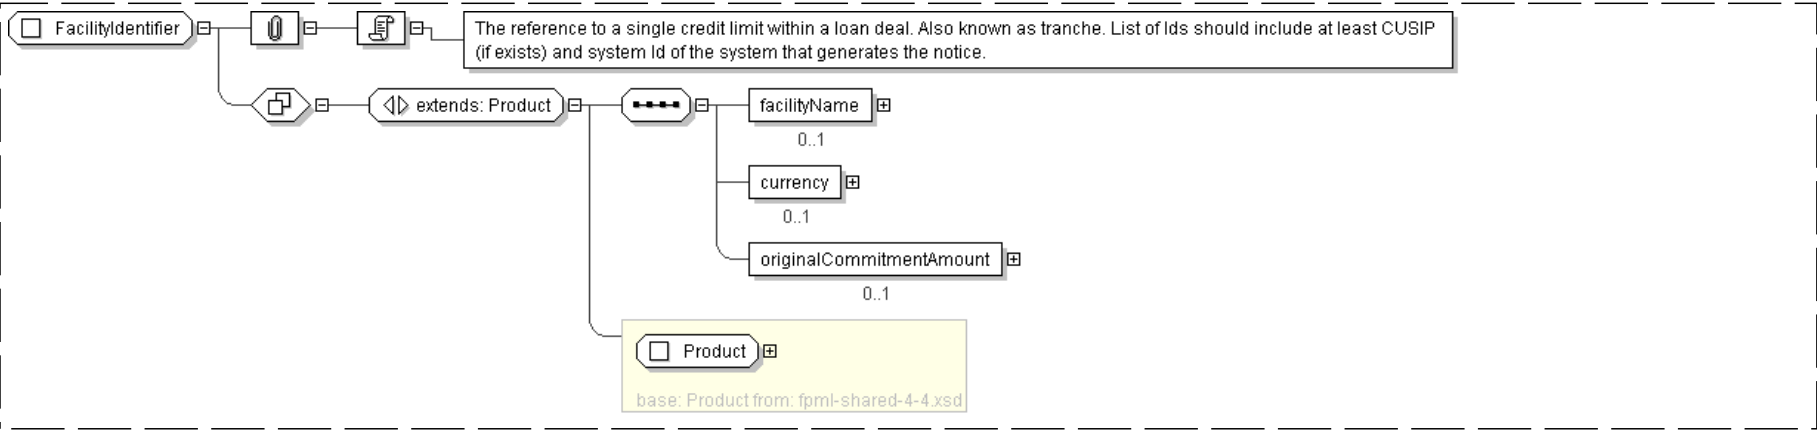 FacilityIdentifier
The reference to a single credit limit within a loan deal. Also known as tranche. List of Ids should include at least CUSIP
(if exists) and system Id of the system that generates the notice.
extends: Product
facilityName
0..1
currency
0..1
originalCommitmentAmount
0..1
Product
base: Product from: fpml-shared-4-4.xsd